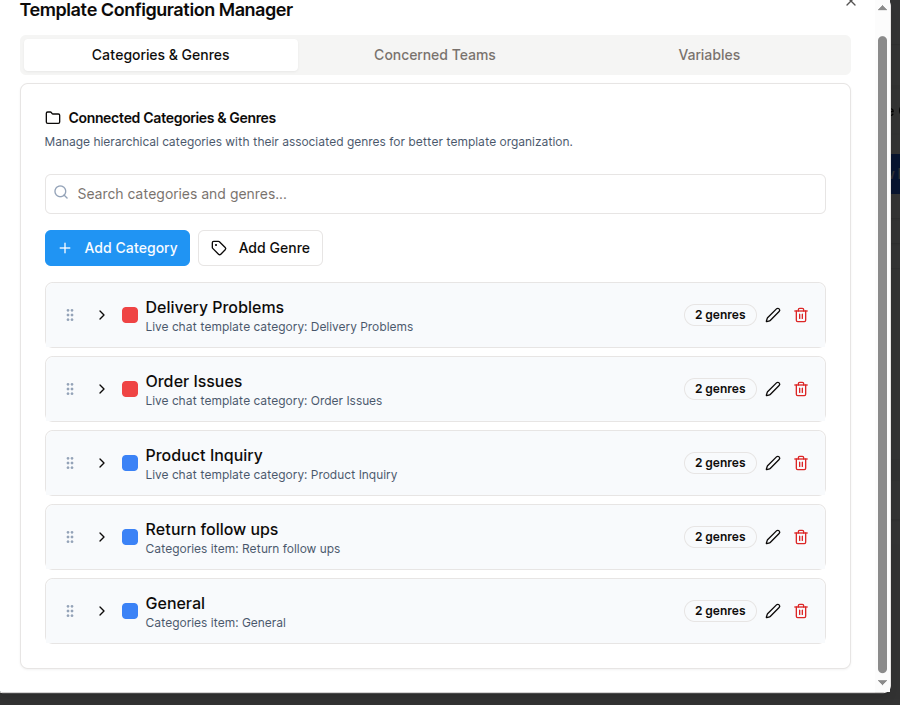 Template Configuration Manager
Categories & Genres
Concerned Teams
Variables
Connected Categories & Genres
Manage hierarchical categories with their associated genres for better template organization.
Search categories and genres...
Add Category
Add Genre
Delivery Problems
2 genres
Live chat template category: Delivery Problems
Order Issues
2 genres
Live chat template category: Order Issues
Product Inquiry
2 genres
Live chat template category: Product Inquiry
Return follow ups
2 genres
Categories item: Return follow ups
General
2 genres
Categories item: General